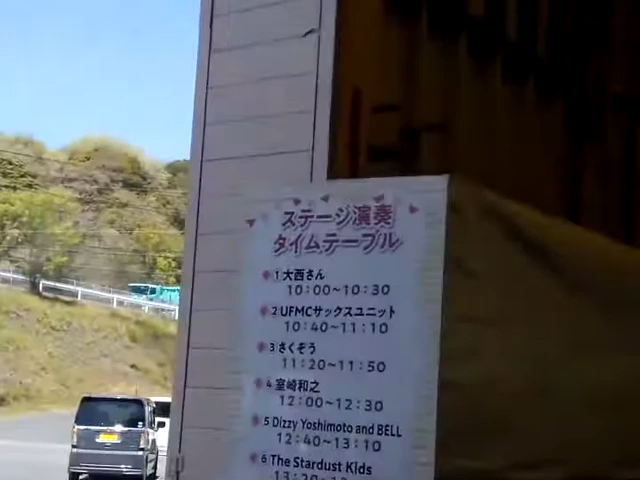 ステージ演奏
タイムテーブル
1 大西さん
10:00~10:30
2 UFMCサックスユニット
10:40~11:10
3 さくぞう
11:20~11:50
4 室崎和之
12:00~12:30
5 Dizzy Yoshimoto and BELL
12:40~13:10
6 The Stardust Kids